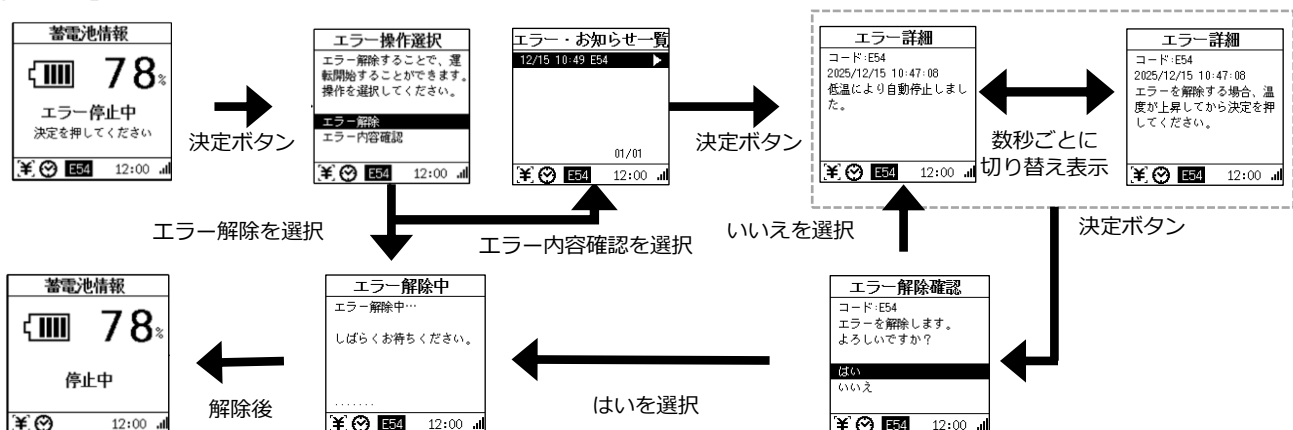 蓄電池情報
78%
エラー停止中
決定を押してください
E54 12:00
決定ボタン
エラー操作選択
エラー解除することで、運
転開始することができます。
操作を選択してください。
エラー解除
エラー内容確認
¥ E54 12:00
エラー・お知らせ一覧
12/15 10:49 E54
01/01
¥ E54 12:00
決定ボタン
エラー詳細
コード:E54
2025/12/15 10:47:08
低温により自動停止しまし
た。
¥ E54 12:00
数秒ごとに
切り替え表示
エラー詳細
コード:E54
2025/12/15 10:47:08
エラーを解除する場合、温
度が上昇してから決定を押
してください。
¥ E54 12:00
エラー解除を選択
エラー内容確認を選択
いいえを選択
決定ボタン
蓄電池情報
78%
停止中
¥ 12:00
解除後
エラー解除中
エラー解除中…
しばらくお待ちください。
.......
¥ E54 12:00
はいを選択
エラー解除確認
コード:E54
エラーを解除します。
よろしいですか?
はい
いいえ
¥ E54 12:00